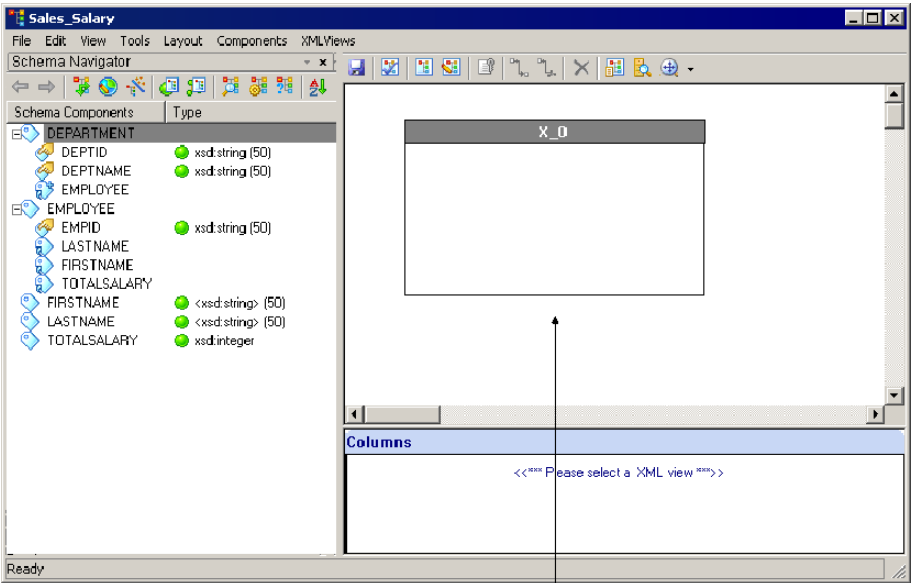 Sales_Salary
File Edit View Tools Layout Components XMLViews
Schema Navigator
Schema Components Type
DEPARTMENT
DEPTID xsd:string (50)
DEPTNAME xsd:string (50)
EMPLOYEE
EMPLOYEE
EMPID xsd:string (50)
LASTNAME
FIRSTNAME
TOTALSALARY
FIRSTNAME <xsd:string> (50)
LASTNAME <xsd:string> (50)
TOTALSALARY xsd:integer
X_0
Columns
<<*** Please select a XML view ***>>
Ready